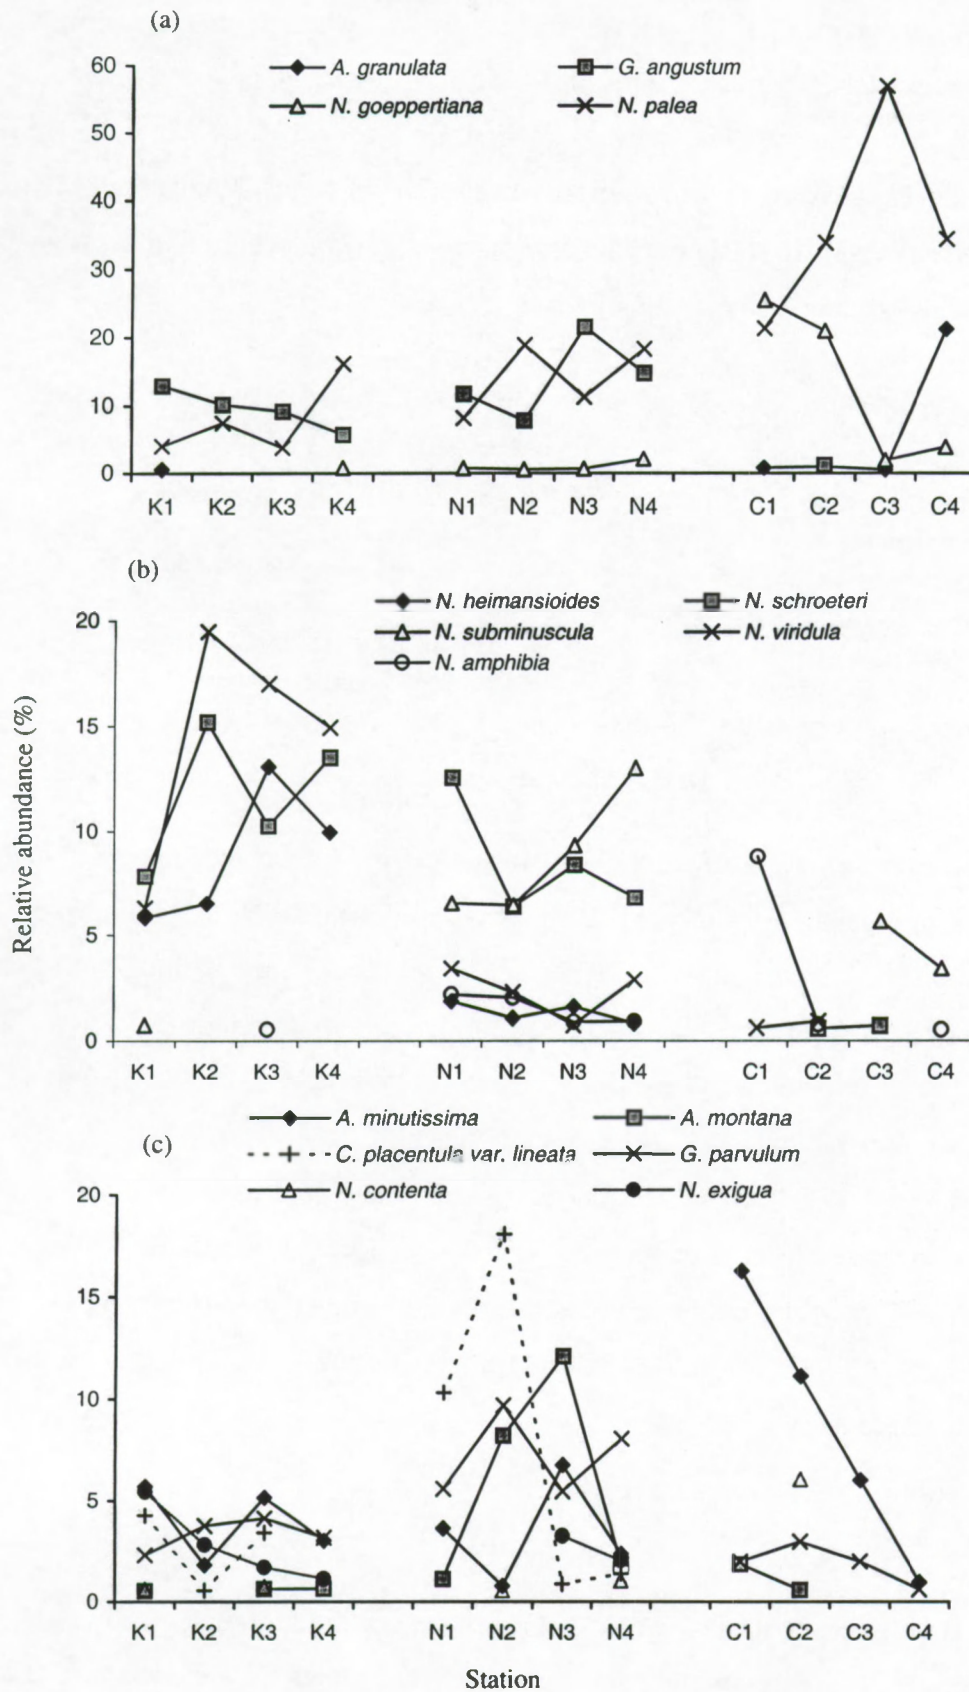 (a)
A. granulata G. angustum
N. goeppertiana N. palea
60
50
40
30
20
10
0
K1 K2 K3 K4 N1 N2 N3 N4 C1 C2 C3 C4
(b)
N. heimansioides N. schroeteri
N. subminuscula N. viridula
N. amphibia
20
15
10
5
0
K1 K2 K3 K4 N1 N2 N3 N4 C1 C2 C3 C4
Relative abundance (%)
(c)
A. minutissima A. montana
C. placentula var. lineata G. parvulum
N. contenta N. exigua
20
15
10
5
0
K1 K2 K3 K4 N1 N2 N3 N4 C1 C2 C3 C4
Station